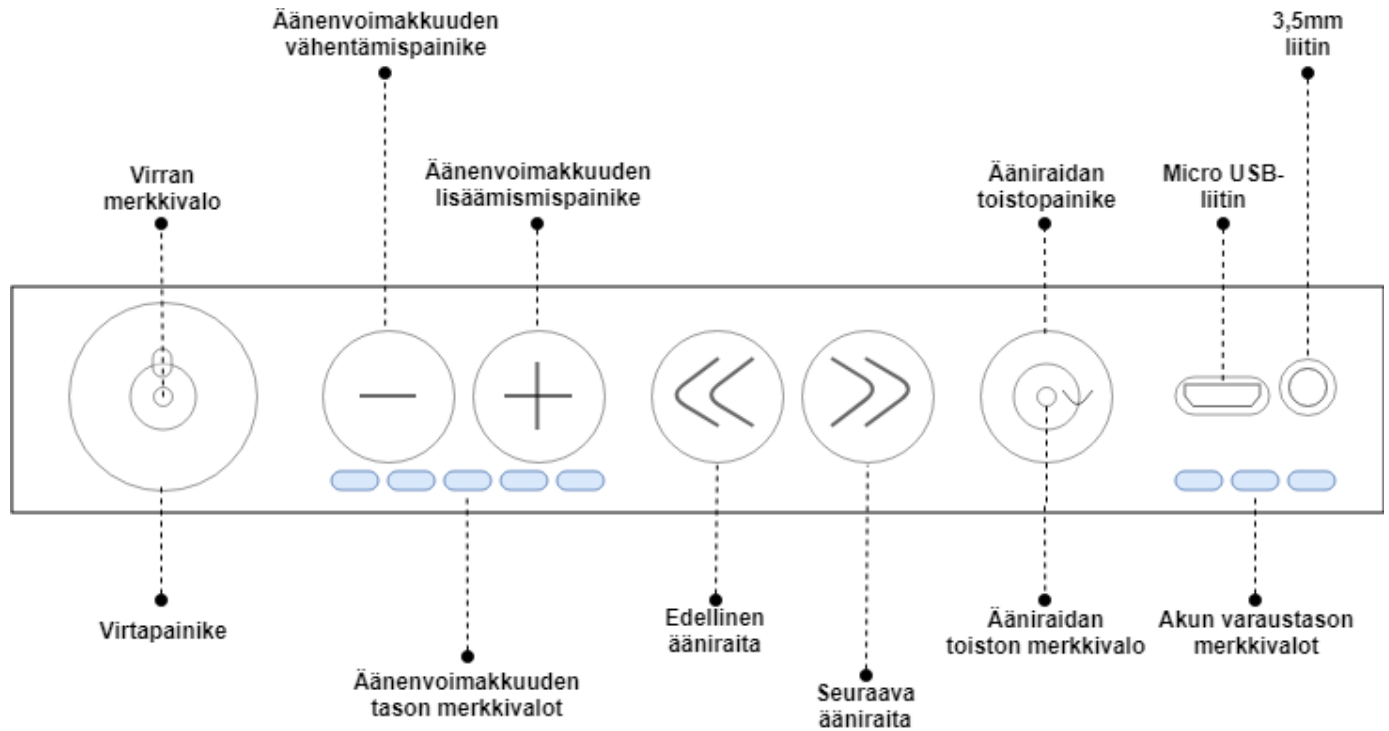 Äänenvoimakkuuden
vähentämispainike
3,5mm
liitin
Virran
merkkivalo
Äänenvoimakkuuden
lisäämismispainike
Ääniraidan
toistopainike
Micro USB-
liitin
Virtapainike
Äänenvoimakkuuden
tason merkkivalot
Edellinen
ääniraita
Seuraava
ääniraita
Ääniraidan
toiston merkkivalo
Akun varaustason
merkkivalot